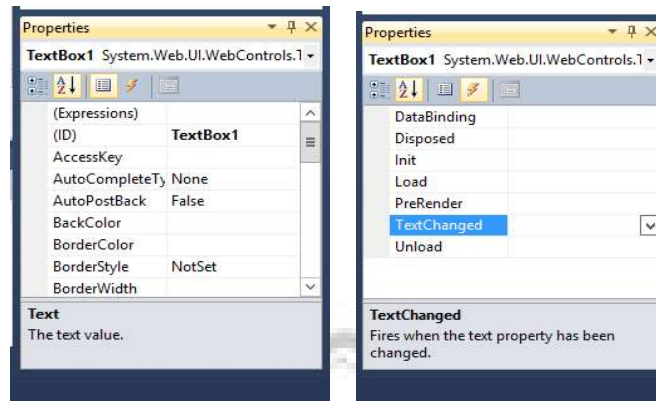 Properties
TextBox1 System.Web.UI.WebControls.T
(Expressions)
(ID) TextBox1
AccessKey
AutoCompleteTy None
AutoPostBack False
BackColor
BorderColor
BorderStyle NotSet
BorderWidth
Text
The text value.
Properties
TextBox1 System.Web.UI.WebControls.T
DataBinding
Disposed
Init
Load
PreRender
TextChanged
Unload
TextChanged
Fires when the text property has been
changed.